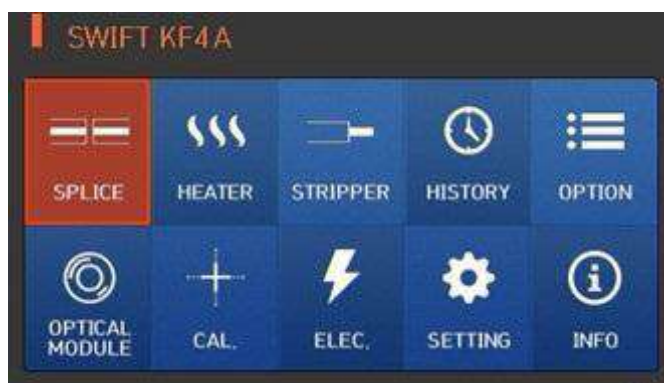 SWIFT KF4A
SPLICE
HEATER
STRIPPER
HISTORY
OPTION
OPTICAL
MODULE
CAL.
ELEC.
SETTING
INFO